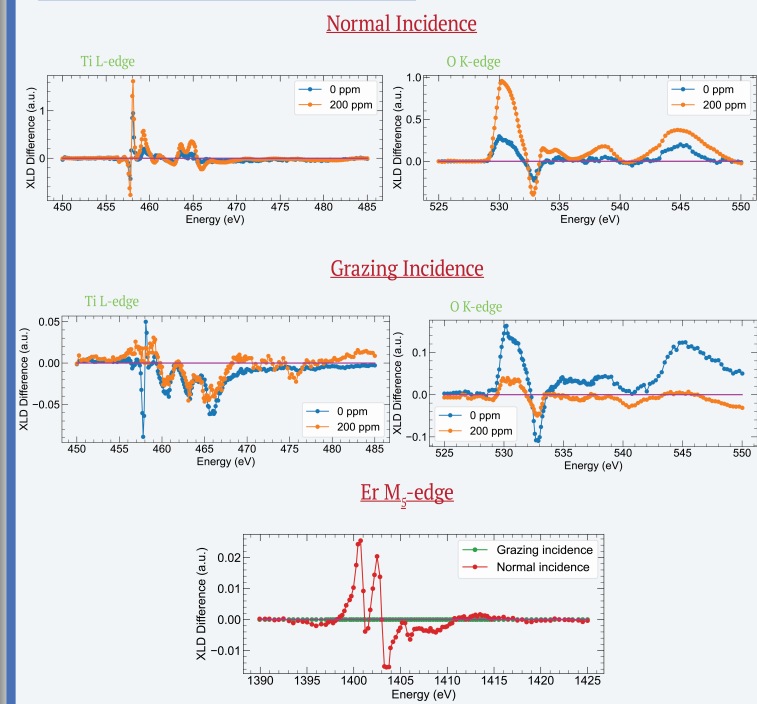 Normal Incidence
Ti L-edge
O K-edge
XLD Difference (a.u.)
1
0
0 ppm
200 ppm
450 455 460 465 470 475 480 485
Energy (eV)
XLD Difference (a.u.)
1.0
0.5
0.0
0 ppm
200 ppm
525 530 535 540 545 550
Energy (eV)
Grazing Incidence
Ti L-edge
O K-edge
XLD Difference (a.u.)
0.05
0.00
−0.05
0 ppm
200 ppm
450 455 460 465 470 475 480 485
Energy (eV)
XLD Difference (a.u.)
0.1
0.0
−0.1
0 ppm
200 ppm
525 530 535 540 545 550
Energy (eV)
Er M5-edge
XLD Difference (a.u.)
0.02
0.01
0.00
−0.01
Grazing incidence
Normal incidence
1390 1395 1400 1405 1410 1415 1420 1425
Energy (eV)